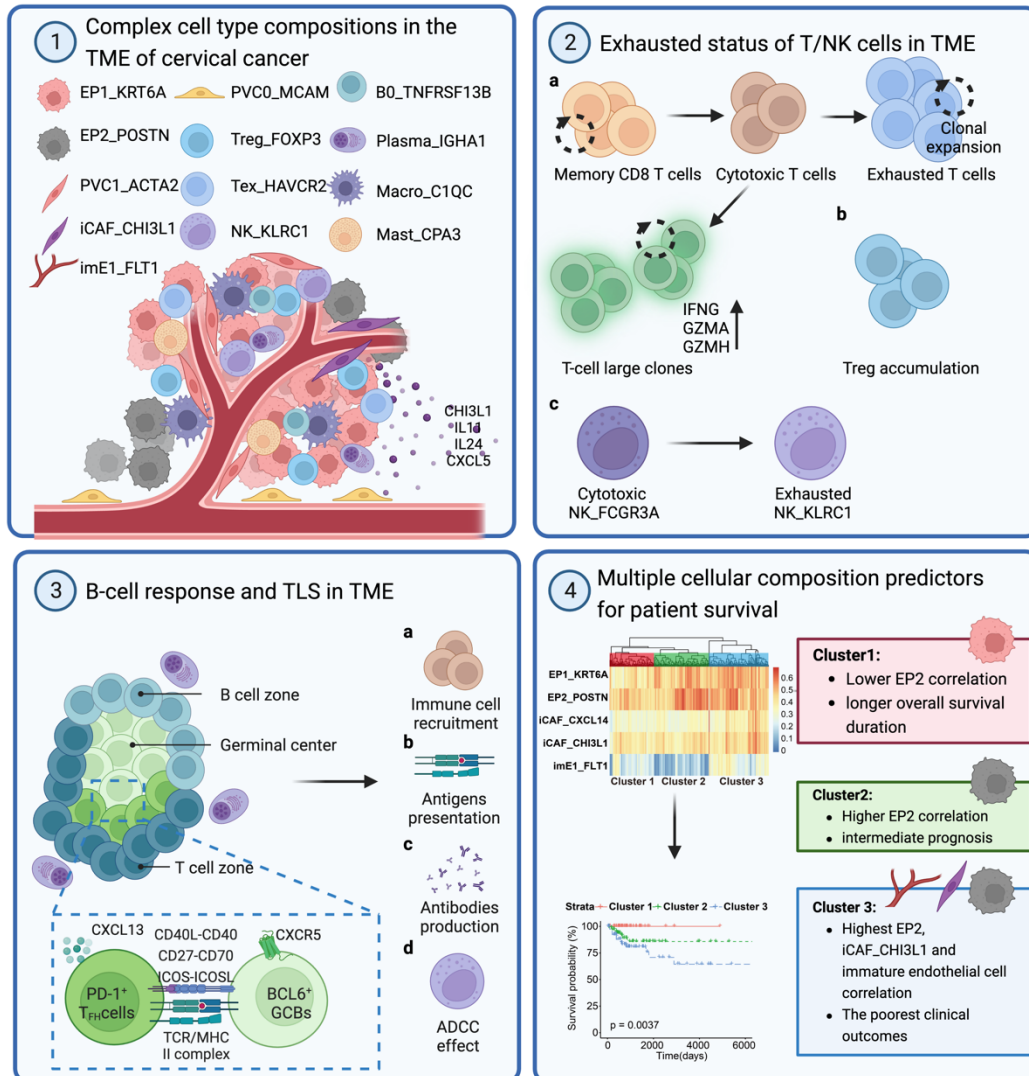 1
Complex cell type compositions in the
TME of cervical cancer
EP1_KRT6A
PVC0_MCAM
B0_TNFRSF13B
EP2_POSTN
Treg_FOXP3
Plasma_IGHA1
PVC1_ACTA2
Tex_HAVCR2
Macro_C1QC
iCAF_CHI3L1
NK_KLRC1
Mast_CPA3
imE1_FLT1
CHI3L1
IL11
IL24
CXCL5
2
Exhausted status of T/NK cells in TME
a
Clonal
expansion
Memory CD8 T cells
Cytotoxic T cells
Exhausted T cells
b
IFNG
GZMA
GZMH
T-cell large clones
Treg accumulation
c
Cytotoxic
NK_FCGR3A
Exhausted
NK_KLRC1
3
B-cell response and TLS in TME
B cell zone
Germinal center
T cell zone
a
Immune cell
recruitment
b
Antigens
presentation
c
Antibodies
production
d
ADCC
effect
CXCL13
CD40L-CD40
CD27-CD70
ICOS-ICOSL
CXCR5
PD-1+
TFHcells
BCL6+
GCBs
TCR/MHC
II complex
4
Multiple cellular composition predictors
for patient survival
EP1_KRT6A
EP2_POSTN
iCAF_CXCL14
iCAF_CHI3L1
imE1_FLT1
0.6
0.5
0.4
0.3
0.2
0.1
0
Cluster 1 Cluster 2 Cluster 3
Cluster1:
• Lower EP2 correlation
• longer overall survival
duration
Cluster2:
• Higher EP2 correlation
• intermediate prognosis
Cluster 3:
• Highest EP2,
iCAF_CHI3L1 and
immature endothelial cell
correlation
• The poorest clinical
outcomes
Strata Cluster 1 Cluster 2 Cluster 3
Survival probability (%)
100
75
50
25
0
p = 0.0037
0 2000 4000 6000
Time(days)